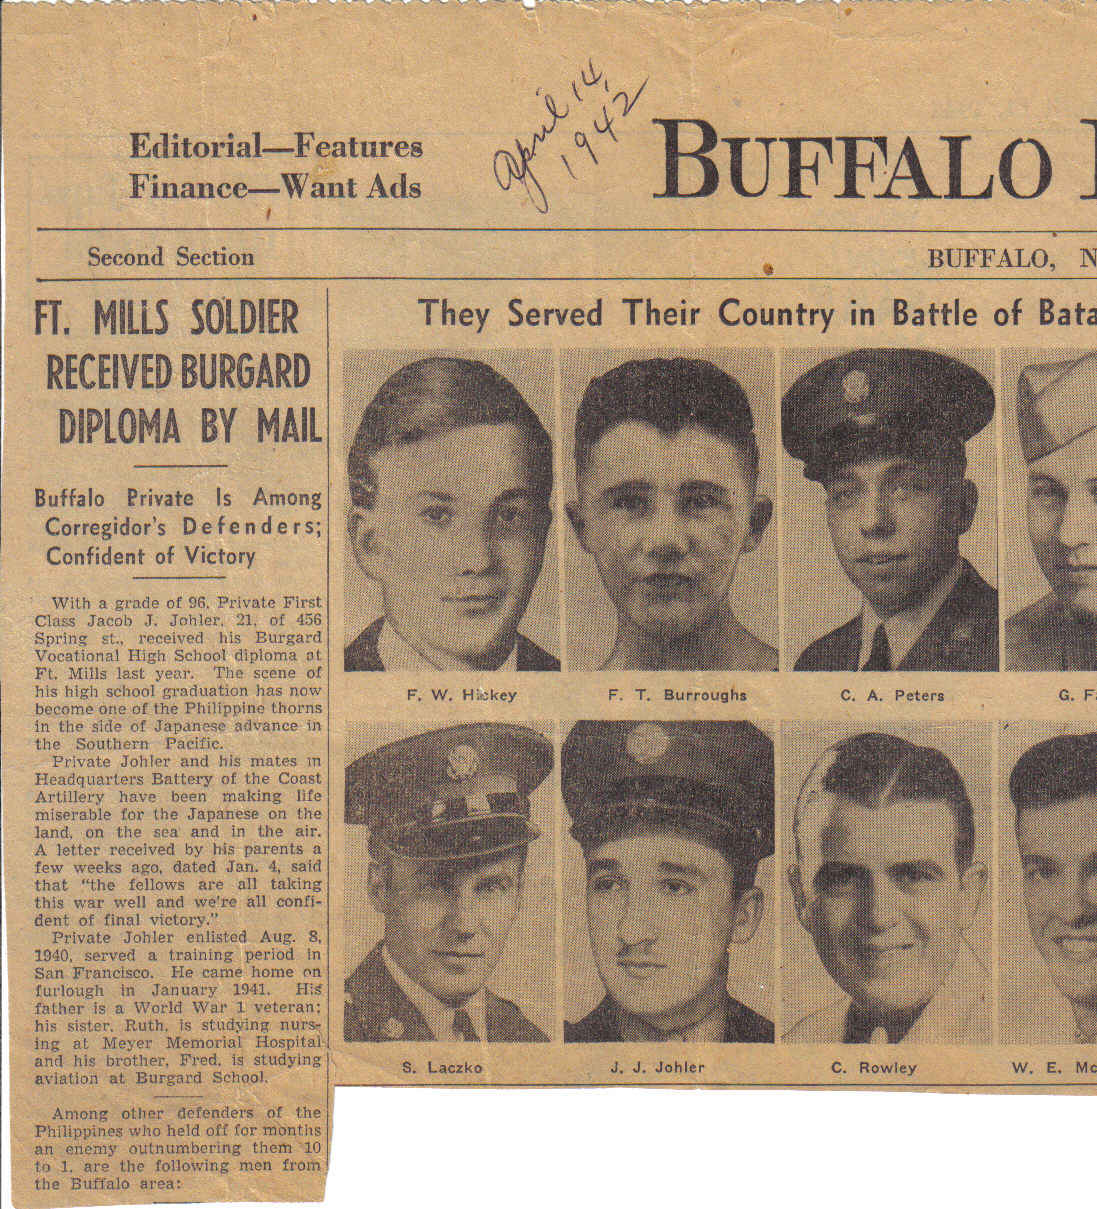 Editorial—Features
Finance—Want Ads
April 14,
1942
BUFFALO
Second Section
BUFFALO, N
FT. MILLS SOLDIER
RECEIVED BURGARD
DIPLOMA BY MAIL
Buffalo Private Is Among
Corregidor's Defenders;
Confident of Victory
With a grade of 96, Private First
Class Jacob J. Johler, 21, of 456
Spring st., received his Burgard
Vocational High School diploma at
Ft. Mills last year. The scene of
his high school graduation has now
become one of the Philippine thorns
in the side of Japanese advance in
the Southern Pacific.
Private Johler and his mates in
Headquarters Battery of the Coast
Artillery have been making life
miserable for the Japanese on the
land, on the sea and in the air.
A letter received by his parents a
few weeks ago, dated Jan. 4, said
that "the fellows are all taking
this war well and we're all confi-
dent of final victory."
Private Johler enlisted Aug. 8,
1940, served a training period in
San Francisco. He came home on
furlough in January 1941. His
father is a World War 1 veteran;
his sister, Ruth, is studying nurs-
ing at Meyer Memorial Hospital
and his brother, Fred, is studying
aviation at Burgard School.
Among other defenders of the
Philippines who held off for months
an enemy outnumbering them 10
to 1, are the following men from
the Buffalo area:
They Served Their Country in Battle of Bata
F. W. Hickey
F. T. Burroughs
C. A. Peters
G. F
S. Laczko
J. J. Johler
C. Rowley
W. E. Mc